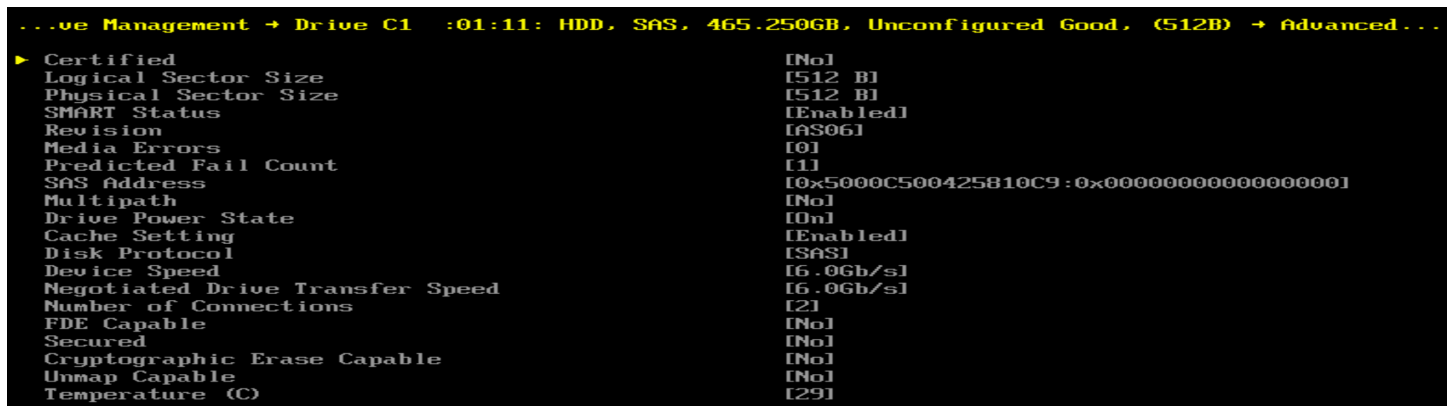 ...ve Management → Drive C1 :01:11: HDD, SAS, 465.250GB, Unconfigured Good, (512B) → Advanced...
► Certified [No]
Logical Sector Size [512 B]
Physical Sector Size [512 B]
SMART Status [Enabled]
Revision [AS06]
Media Errors [0]
Predicted Fail Count [1]
SAS Address [0x5000C500425810C9:0x0000000000000000]
Multipath [No]
Drive Power State [On]
Cache Setting [Enabled]
Disk Protocol [SAS]
Device Speed [6.0Gb/s]
Negotiated Drive Transfer Speed [6.0Gb/s]
Number of Connections [2]
FDE Capable [No]
Secured [No]
Cryptographic Erase Capable [No]
Unmap Capable [No]
Temperature (C) [29]